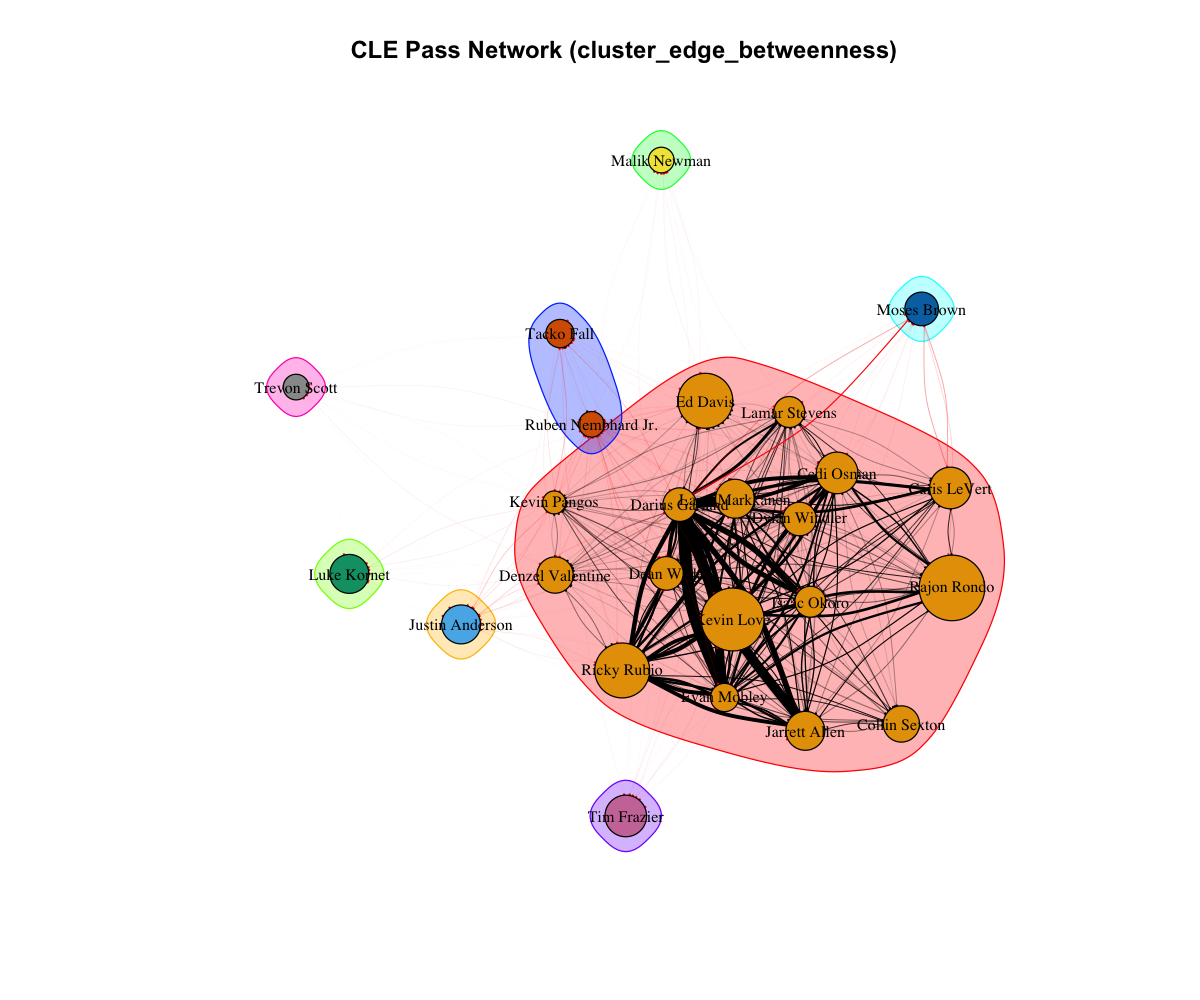 CLE Pass Network (cluster_edge_betweenness)
Malik Newman
Moses Brown
Tacko Fall
Trevon Scott
Ed Davis
Lamar Stevens
Ruben Nembhard Jr.
Cedi Osman
Caris LeVert
Kevin Pangos
Darius Garland
Lauri Markkanen
Dylan Windler
Luke Kornet
Denzel Valentine
Dean
Rajon Rondo
Isaac Okoro
Justin Anderson
Kevin Love
Ricky Rubio
Evan Mobley
Jarrett Allen
Collin Sexton
Tim Frazier